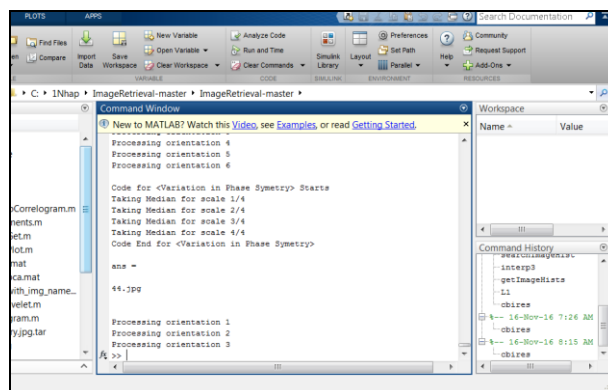 PLOTS
APPS
Search Documentation
Find Files
Compare
Import
Data
Save
Workspace
New Variable
Open Variable
Clear Workspace
VARIABLE
Analyze Code
Run and Time
Clear Commands
CODE
Simulink
Library
SIMULINK
Layout
Preferences
Set Path
Parallel
ENVIRONMENT
Help
Community
Request Support
Add-Ons
RESOURCES
C: ▸ 1Nhap ▸ ImageRetrieval-master ▸ ImageRetrieval-master ▸
oCorrelogram.m
nents.m
Set.m
lot.m
mat
ca.mat
with_img_name...
velet.m
gram.m
ry.jpg.tar
Command Window
New to MATLAB? Watch this Video, see Examples, or read Getting Started.
Processing orientation 4
Processing orientation 5
Processing orientation 6
Code for <Variation in Phase Symetry> Starts
Taking Median for scale 1/4
Taking Median for scale 2/4
Taking Median for scale 3/4
Taking Median for scale 4/4
Code End for <Variation in Phase Symetry>
ans =
44.jpg
Processing orientation 1
Processing orientation 2
Processing orientation 3
fx >>
Workspace
Name
Value
Command History
searchImageHist
interp3
getImageHists
L1
cbires
%-- 16-Nov-16 7:26 AM
cbires
%-- 16-Nov-16 8:15 AM
cbires